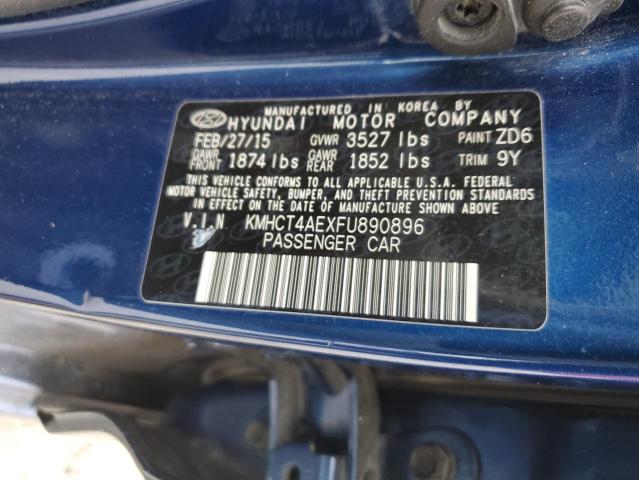 MANUFACTURED IN KOREA BY
HYUNDAI MOTOR COMPANY
FEB/27/15 GVWR 3527 lbs PAINT ZD6
GAWR FRONT 1874 lbs GAWR REAR 1852 lbs TRIM 9Y
THIS VEHICLE CONFORMS TO ALL APPLICABLE U.S.A. FEDERAL
MOTOR VEHICLE SAFETY, BUMPER, AND THEFT PREVENTION STANDARDS
IN EFFECT ON THE DATE OF MANUFACTURE SHOWN ABOVE.
V.I.N KMHCT4AEXFU890896
PASSENGER CAR